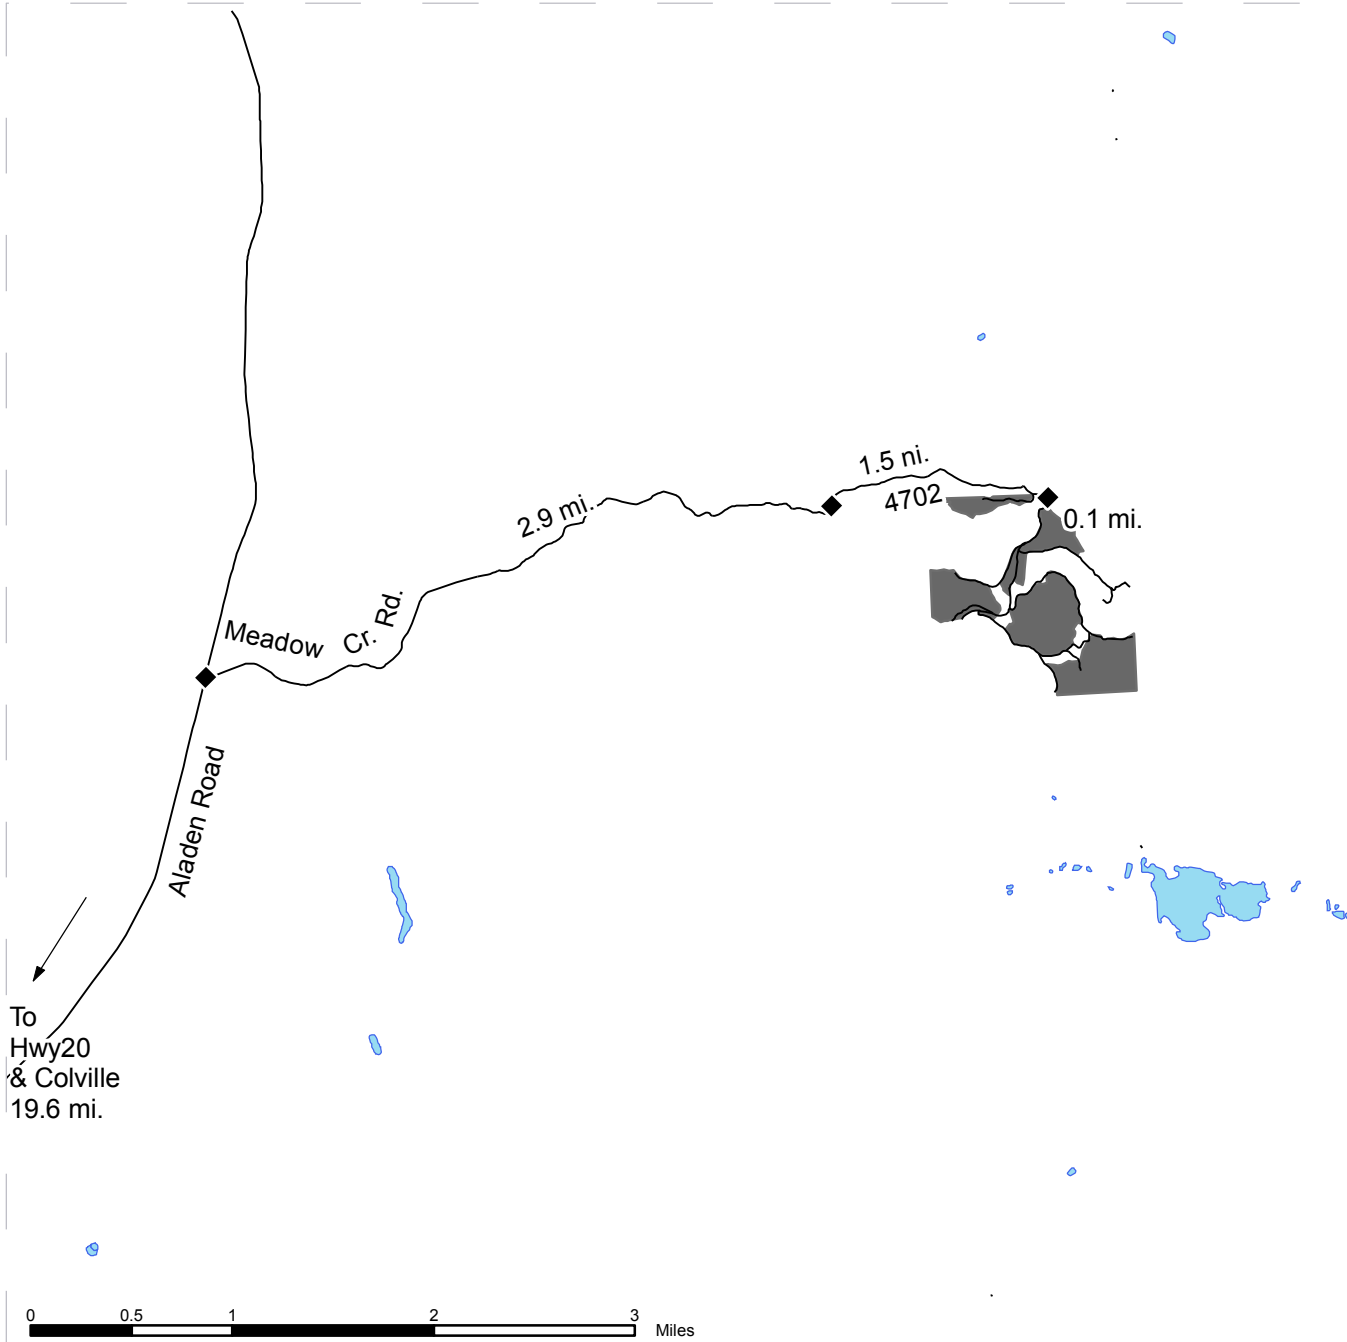 1.5 ni.
4702
2.9 mi.
0.1 mi.
Meadow Cr. Rd.
Aladen Road
To
Hwy20
& Colville
19.6 mi.
0 0.5 1 2 3
Miles